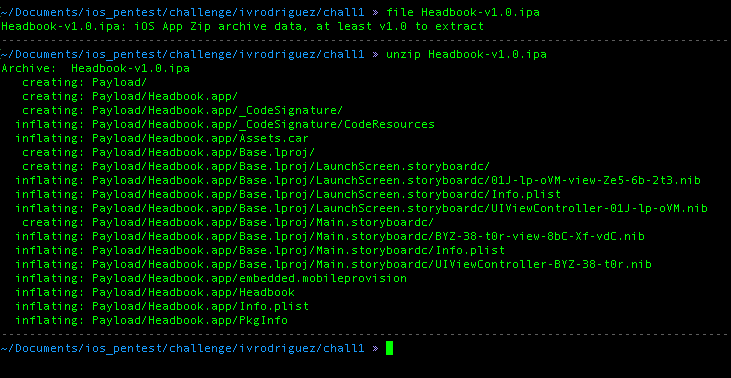 ~/Documents/ios_pentest/challenge/ivrodriguez/chall1 » file Headbook-v1.0.ipa
Headbook-v1.0.ipa: iOS App Zip archive data, at least v1.0 to extract
~/Documents/ios_pentest/challenge/ivrodriguez/chall1 » unzip Headbook-v1.0.ipa
Archive:  Headbook-v1.0.ipa
   creating: Payload/
   creating: Payload/Headbook.app/
   creating: Payload/Headbook.app/_CodeSignature/
  inflating: Payload/Headbook.app/_CodeSignature/CodeResources
  inflating: Payload/Headbook.app/Assets.car
   creating: Payload/Headbook.app/Base.lproj/
   creating: Payload/Headbook.app/Base.lproj/LaunchScreen.storyboardc/
  inflating: Payload/Headbook.app/Base.lproj/LaunchScreen.storyboardc/01J-lp-oVM-view-Ze5-6b-2t3.nib
  inflating: Payload/Headbook.app/Base.lproj/LaunchScreen.storyboardc/Info.plist
  inflating: Payload/Headbook.app/Base.lproj/LaunchScreen.storyboardc/UIViewController-01J-lp-oVM.nib
   creating: Payload/Headbook.app/Base.lproj/Main.storyboardc/
  inflating: Payload/Headbook.app/Base.lproj/Main.storyboardc/BYZ-38-t0r-view-8bC-Xf-vdC.nib
  inflating: Payload/Headbook.app/Base.lproj/Main.storyboardc/Info.plist
  inflating: Payload/Headbook.app/Base.lproj/Main.storyboardc/UIViewController-BYZ-38-t0r.nib
  inflating: Payload/Headbook.app/embedded.mobileprovision
  inflating: Payload/Headbook.app/Headbook
  inflating: Payload/Headbook.app/Info.plist
  inflating: Payload/Headbook.app/PkgInfo
~/Documents/ios_pentest/challenge/ivrodriguez/chall1 »